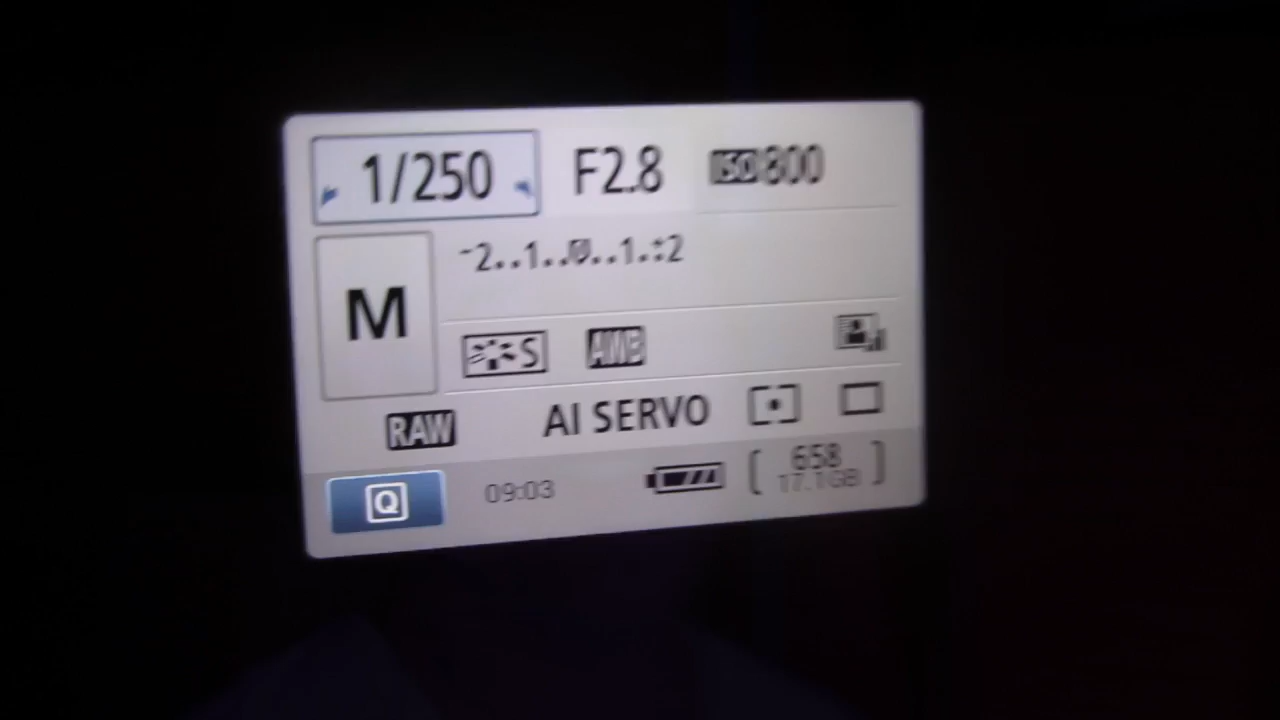 1/250 F2.8 ISO 800
M
-2..1..0..1.:2
S AWB
RAW AI SERVO
Q 09:03 [658]
17.1GB